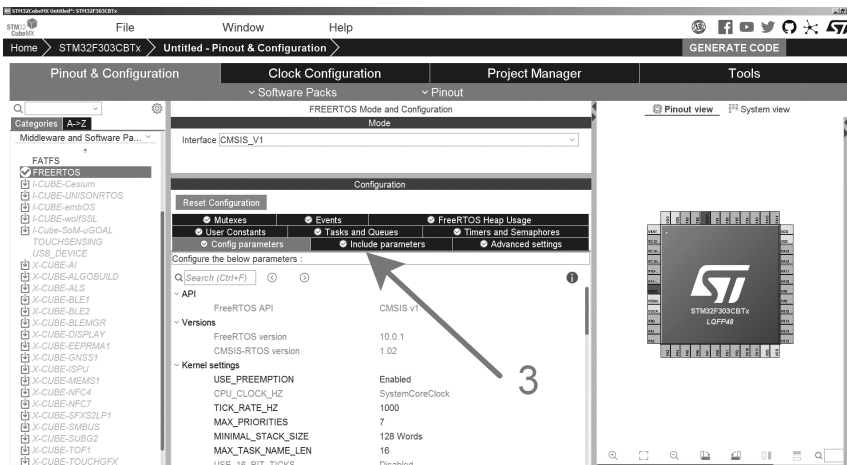 STM32CubeMX Untitled*: STM32F303CBTx
STM32 CubeMX File Window Help
Home STM32F303CBTx Untitled - Pinout & Configuration GENERATE CODE
Pinout & Configuration Clock Configuration Project Manager Tools
Software Packs Pinout
FREERTOS Mode and Configuration
Pinout view System view
Categories A->Z
Mode
Middleware and Software Pa...
Interface CMSIS_V1
FATFS
FREERTOS
I-CUBE-Cesium
I-CUBE-UNISONRTOS
I-CUBE-embOS
I-CUBE-wolfSSL
I-Cube-SoM-uGOAL
TOUCHSENSING
USB_DEVICE
X-CUBE-AI
X-CUBE-ALGOBUILD
X-CUBE-ALS
X-CUBE-BLE1
X-CUBE-BLE2
X-CUBE-BLEMGR
X-CUBE-DISPLAY
X-CUBE-EEPRMA1
X-CUBE-GNSS1
X-CUBE-ISPU
X-CUBE-MEMS1
X-CUBE-NFC4
X-CUBE-NFC7
X-CUBE-SFXS2LP1
X-CUBE-SMBUS
X-CUBE-SUBG2
X-CUBE-TOF1
X-CUBE-TOUCHGFX
Configuration
Reset Configuration
Mutexes Events FreeRTOS Heap Usage
User Constants Tasks and Queues Timers and Semaphores
Config parameters Include parameters Advanced settings
Configure the below parameters :
Search (Ctrl+F)
API
FreeRTOS API CMSIS v1
Versions
FreeRTOS version 10.0.1
CMSIS-RTOS version 1.02
Kernel settings
USE_PREEMPTION Enabled
CPU_CLOCK_HZ SystemCoreClock
TICK_RATE_HZ 1000
MAX_PRIORITIES 7
MINIMAL_STACK_SIZE 128 Words
MAX_TASK_NAME_LEN 16
USE_16_BIT_TICKS Disabled
3
STM32F303CBTx
LQFP48